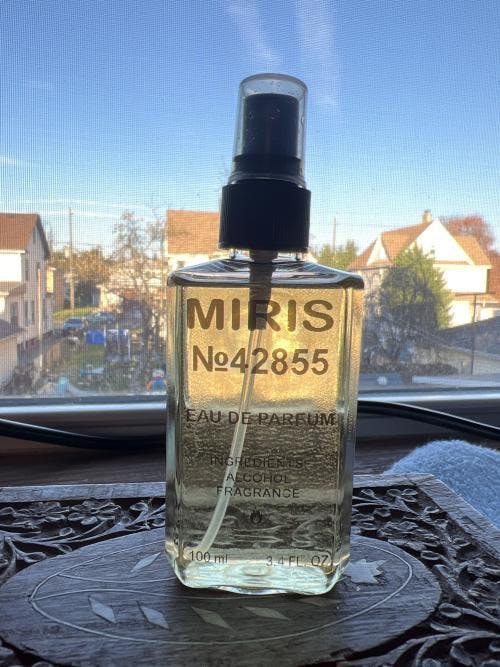 MIRIS
№42855
EAU DE PARFUM
INGREDIENTS
ALCOHOL
FRAGRANCE
100 ml 3.4 FL. OZ